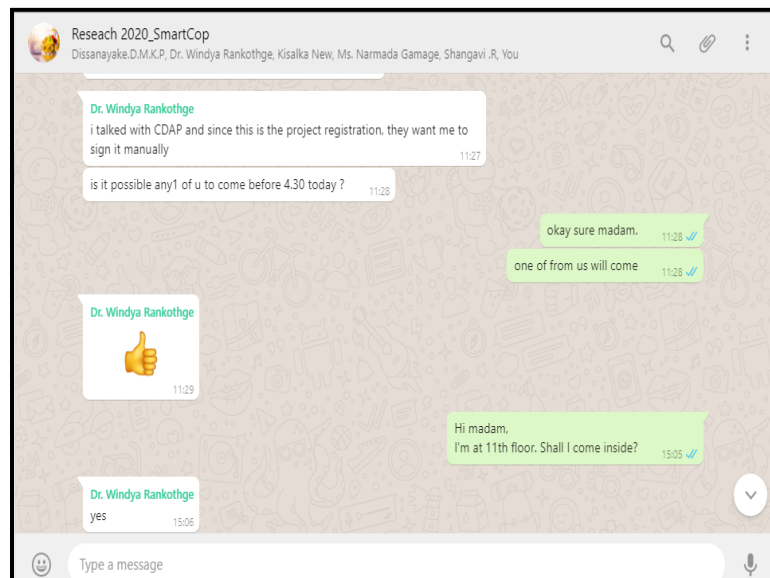 Reseach 2020_SmartCop
Dissanayake.D.M.K.P, Dr. Windya Rankothge, Kisalka New, Ms. Narmada Gamage, Shangavi .R, You
Dr. Windya Rankothge
i talked with CDAP and since this is the project registration, they want me to
sign it manually
11:27
is it possible any1 of u to come before 4.30 today ?
11:28
okay sure madam.
11:28
one of from us will come
11:28
Dr. Windya Rankothge
👍
11:29
Hi madam,
I'm at 11th floor. Shall I come inside?
15:05
Dr. Windya Rankothge
yes
15:06
Type a message